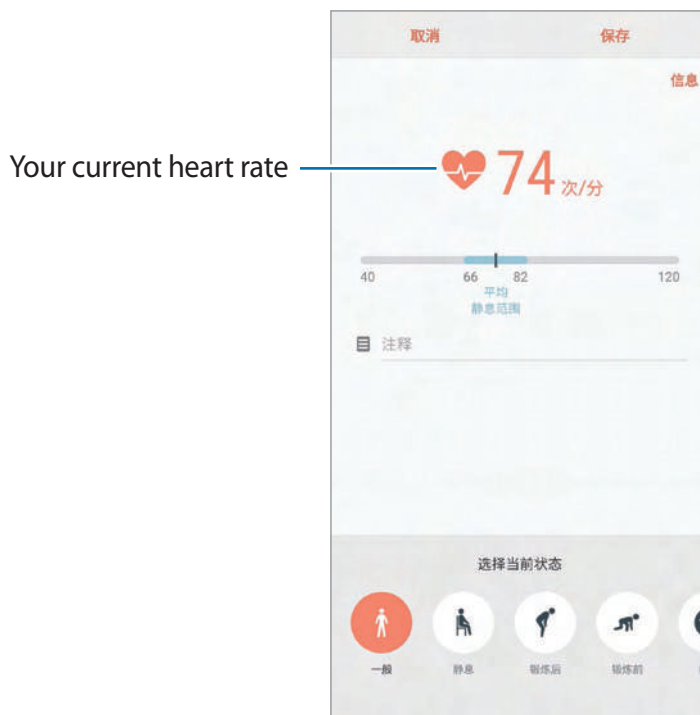 取消 保存
信息
Your current heart rate
74 次/分
40 66 82 120
平均
静息范围
注释
选择当前状态
一般 静息 锻炼后 锻炼前